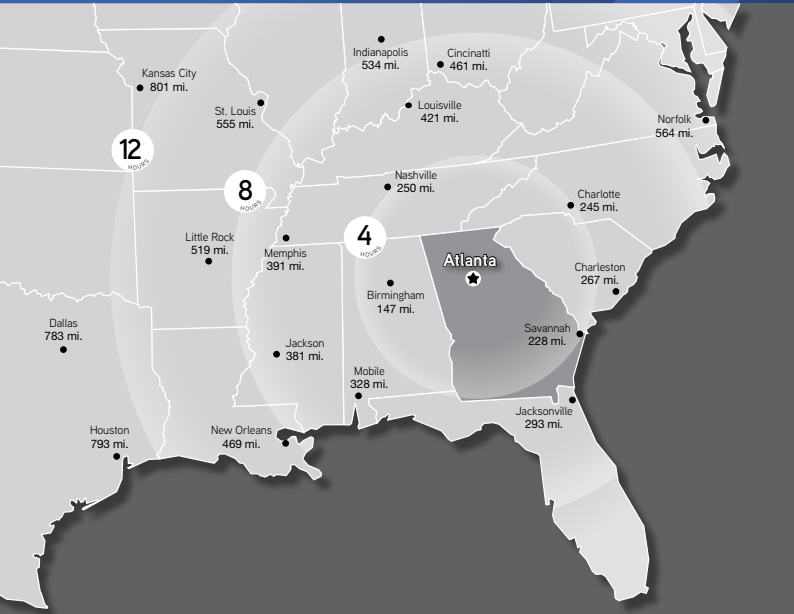 Indianapolis
534 mi.
Cincinatti
461 mi.
Kansas City
801 mi.
St. Louis
555 mi.
Louisville
421 mi.
Norfolk
564 mi.
12
HOURS
Nashville
250 mi.
8
HOURS
Charlotte
245 mi.
4
HOURS
Little Rock
519 mi.
Memphis
391 mi.
Atlanta
Charleston
267 mi.
Birmingham
147 mi.
Dallas
783 mi.
Savannah
228 mi.
Jackson
381 mi.
Mobile
328 mi.
Jacksonville
293 mi.
Houston
793 mi.
New Orleans
469 mi.